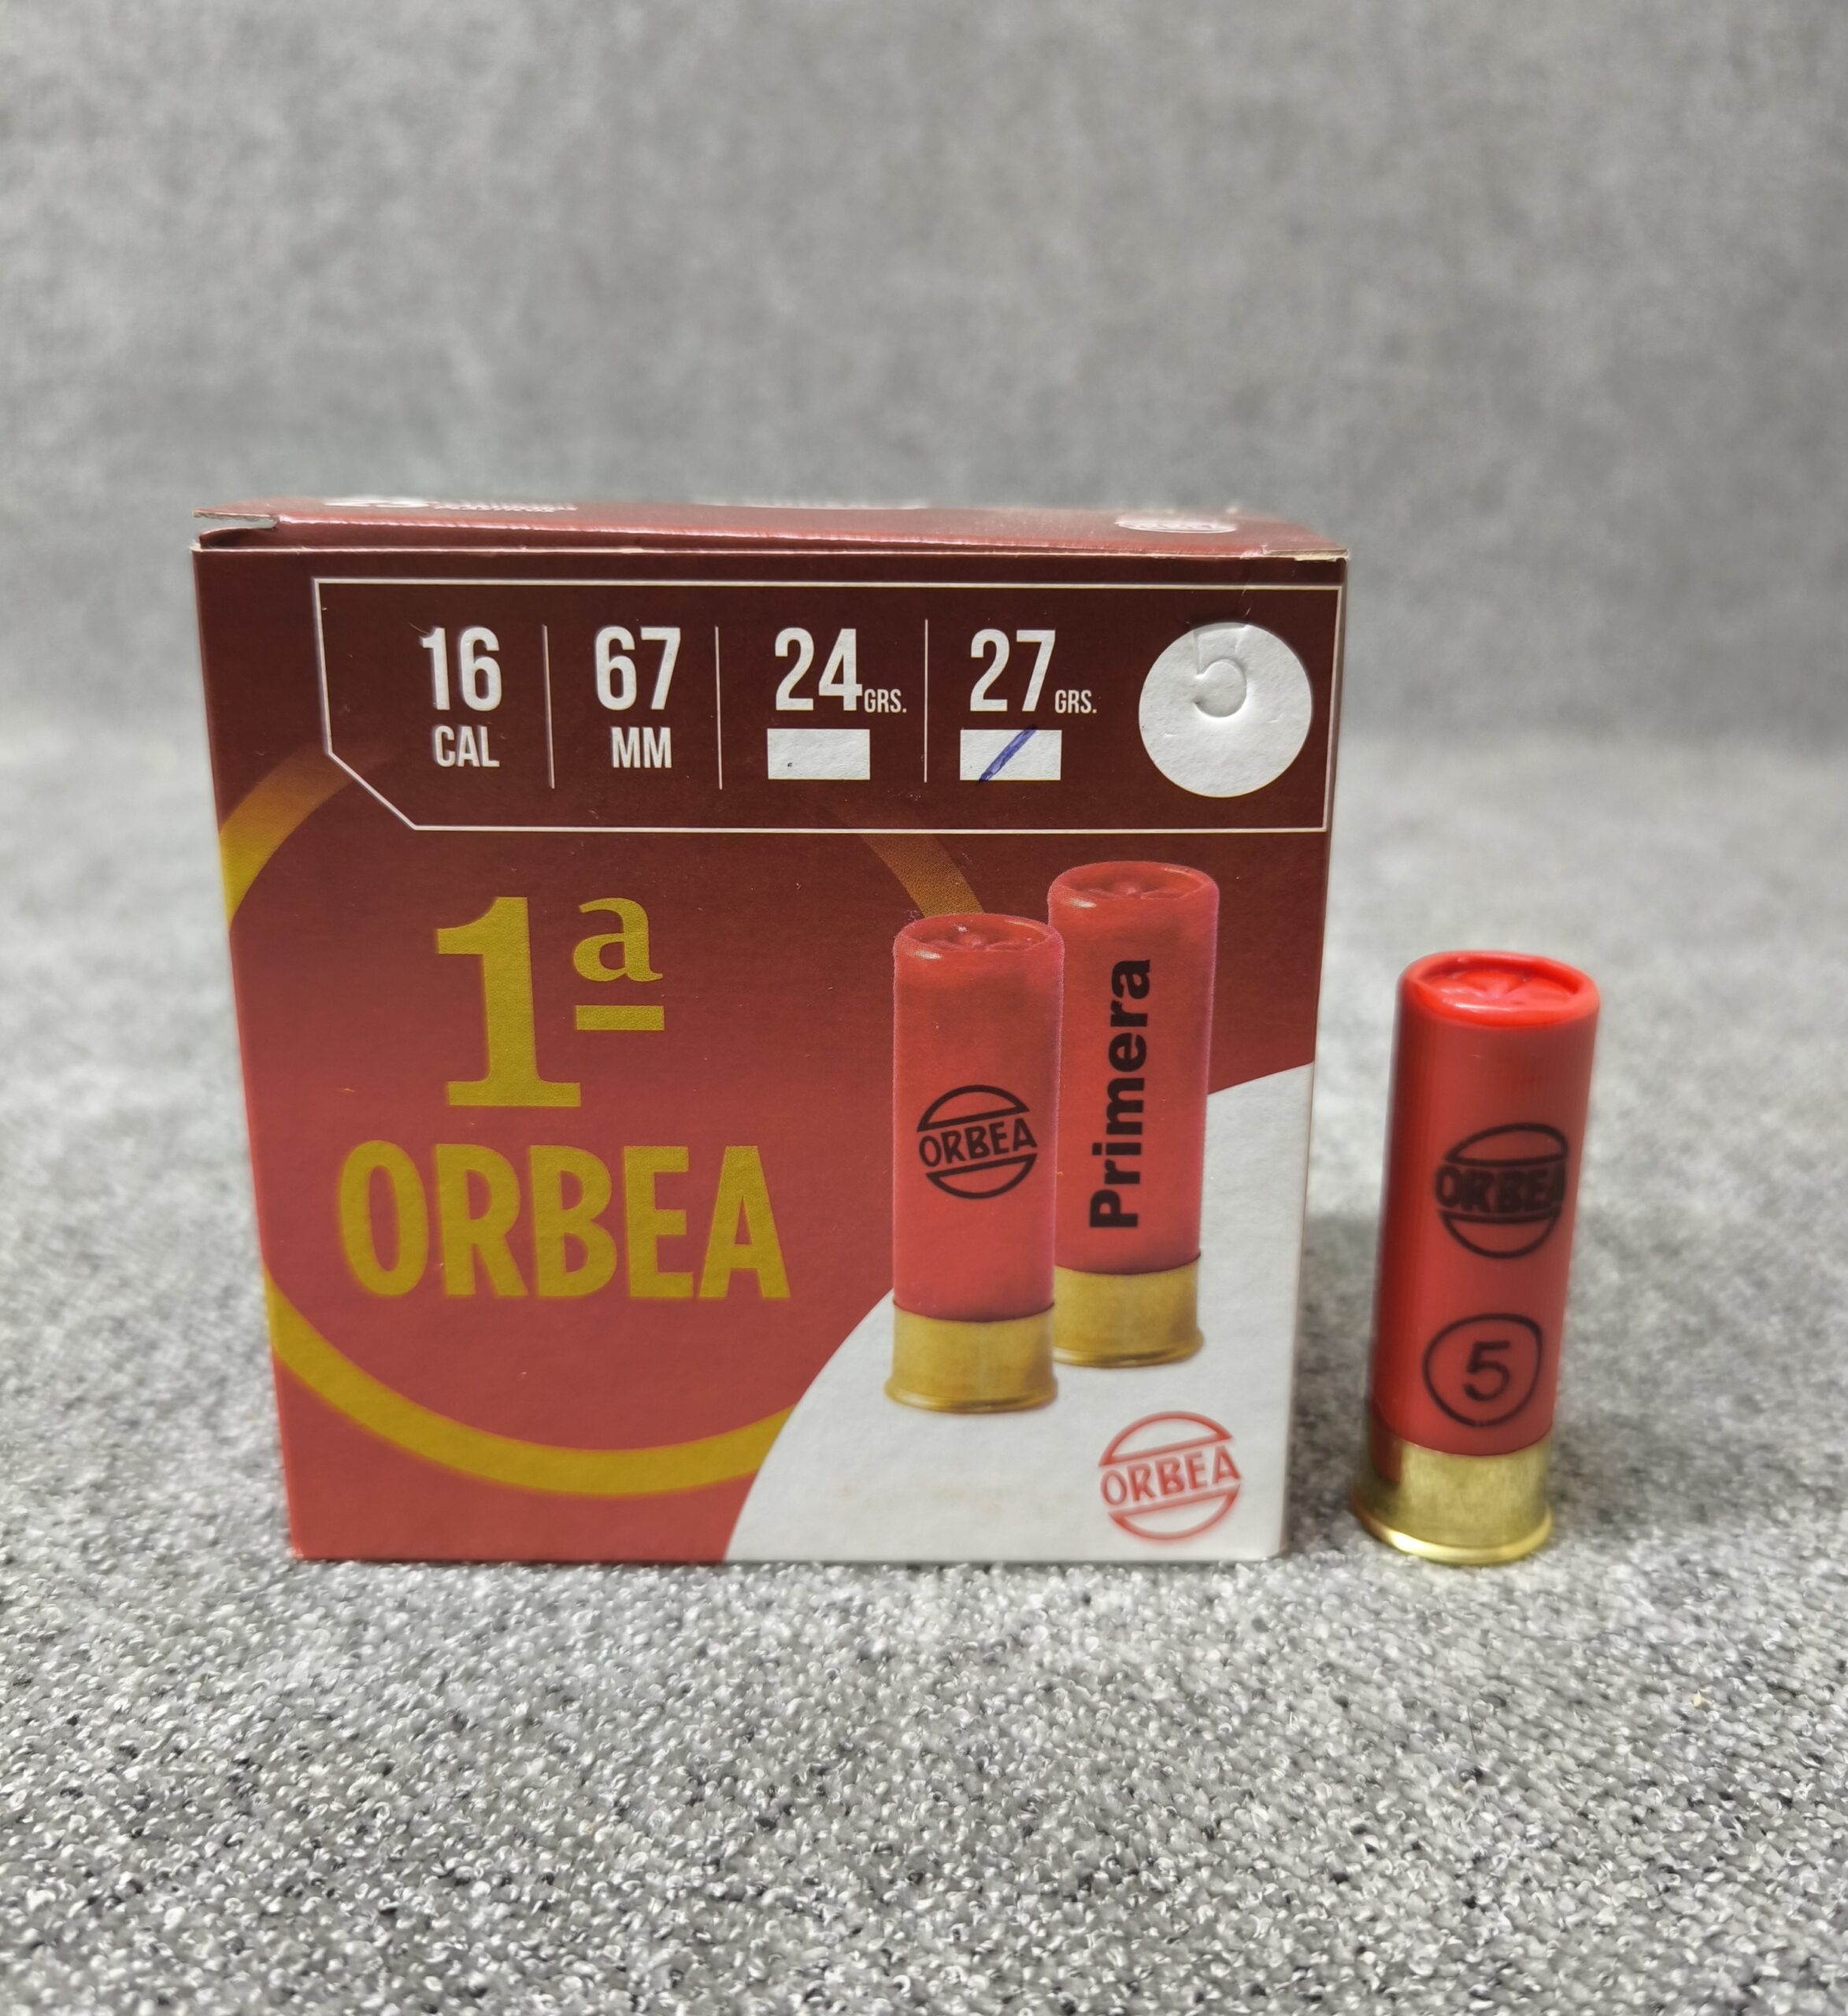 16
CAL
67
MM
24 GRS.
27 GRS.
5
1ª
ORBEA
ORBEA
Primera
ORBEA
ORBEA
5